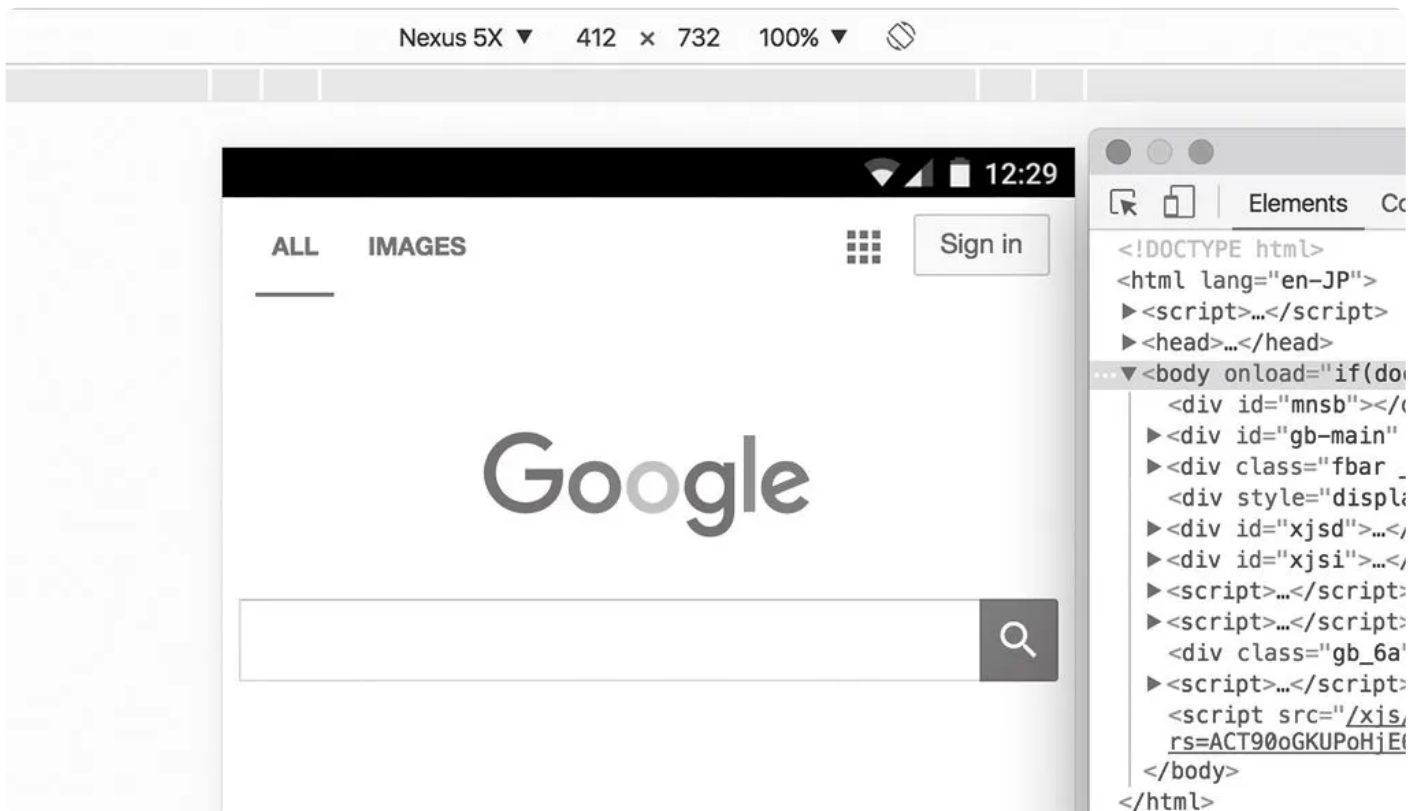 Nexus 5X ▼ 412 × 732 100% ▼
12:29
ALL IMAGES Sign in
Google
Elements
<!DOCTYPE html>
<html lang="en-JP">
▶<script>…</script>
▶<head>…</head>
…▼<body onload="if(doc
<div id="mnsb"></
▶<div id="gb-main"
▶<div class="fbar _
<div style="displa
▶<div id="xjsd">…</
▶<div id="xjsi">…</
▶<script>…</script>
▶<script>…</script>
<div class="gb_6a"
▶<script>…</script>
<script src="/xjs/
rs=ACT90oGKUPoHjE6
</body>
</html>